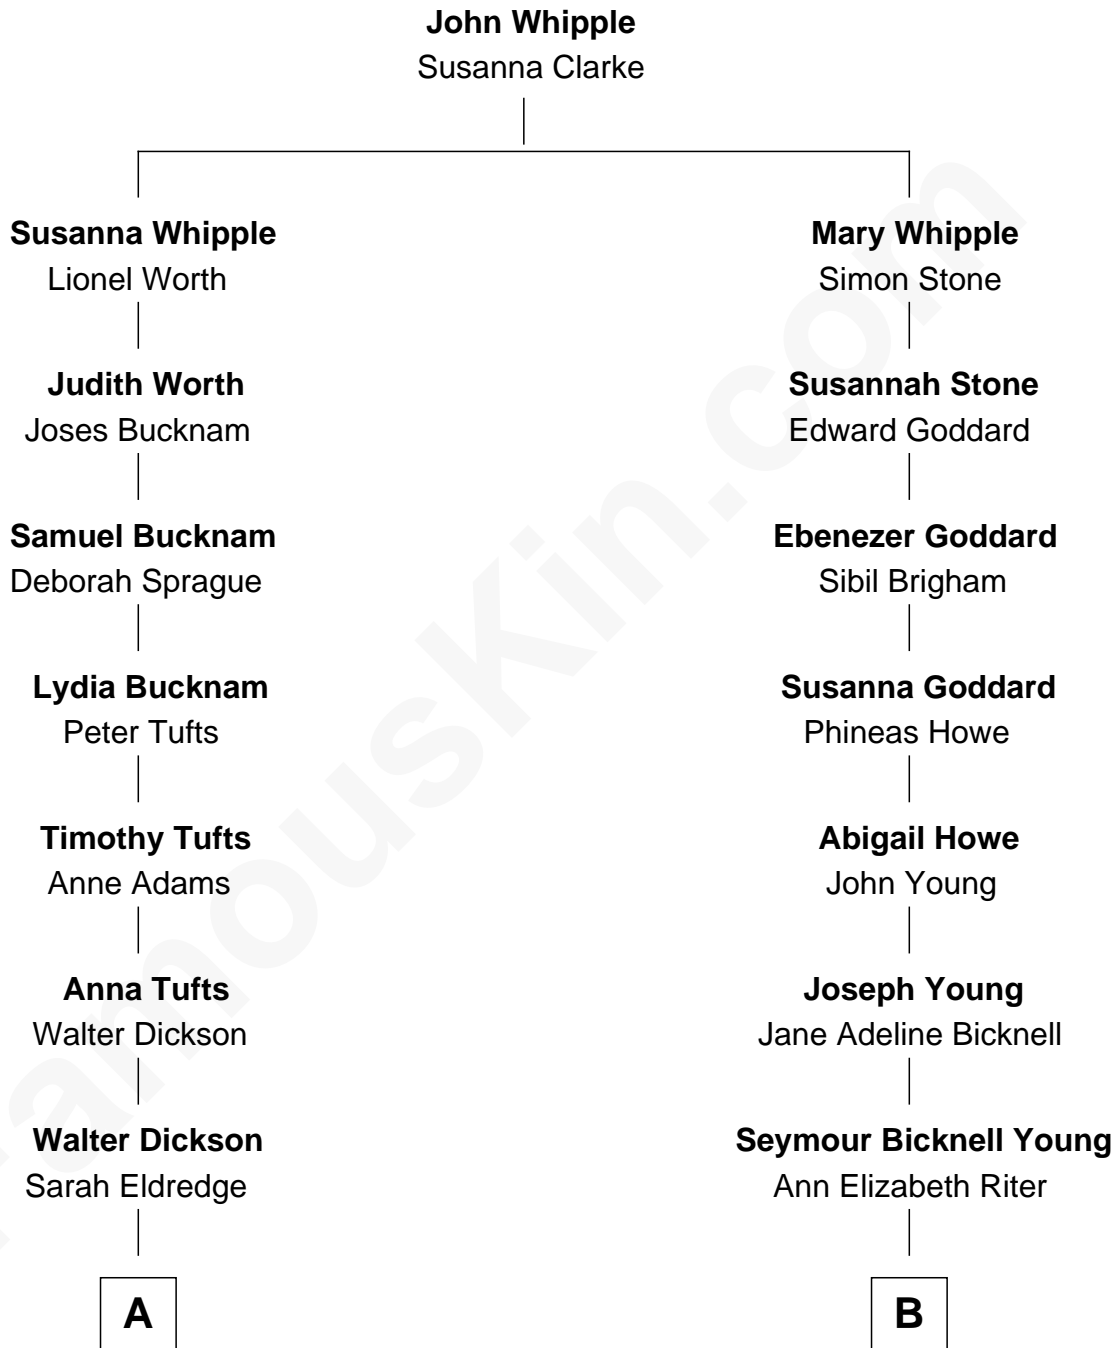 John Whipple
Susanna Clarke
Susanna Whipple
Lionel Worth
Mary Whipple
Simon Stone
Judith Worth
Joses Bucknam
Susannah Stone
Edward Goddard
Samuel Bucknam
Deborah Sprague
Ebenezer Goddard
Sibil Brigham
Lydia Bucknam
Peter Tufts
Susanna Goddard
Phineas Howe
Timothy Tufts
Anne Adams
Abigail Howe
John Young
Anna Tufts
Walter Dickson
Joseph Young
Jane Adeline Bicknell
Walter Dickson
Sarah Eldredge
Seymour Bicknell Young
Ann Elizabeth Riter
A
B
FamousKin.com